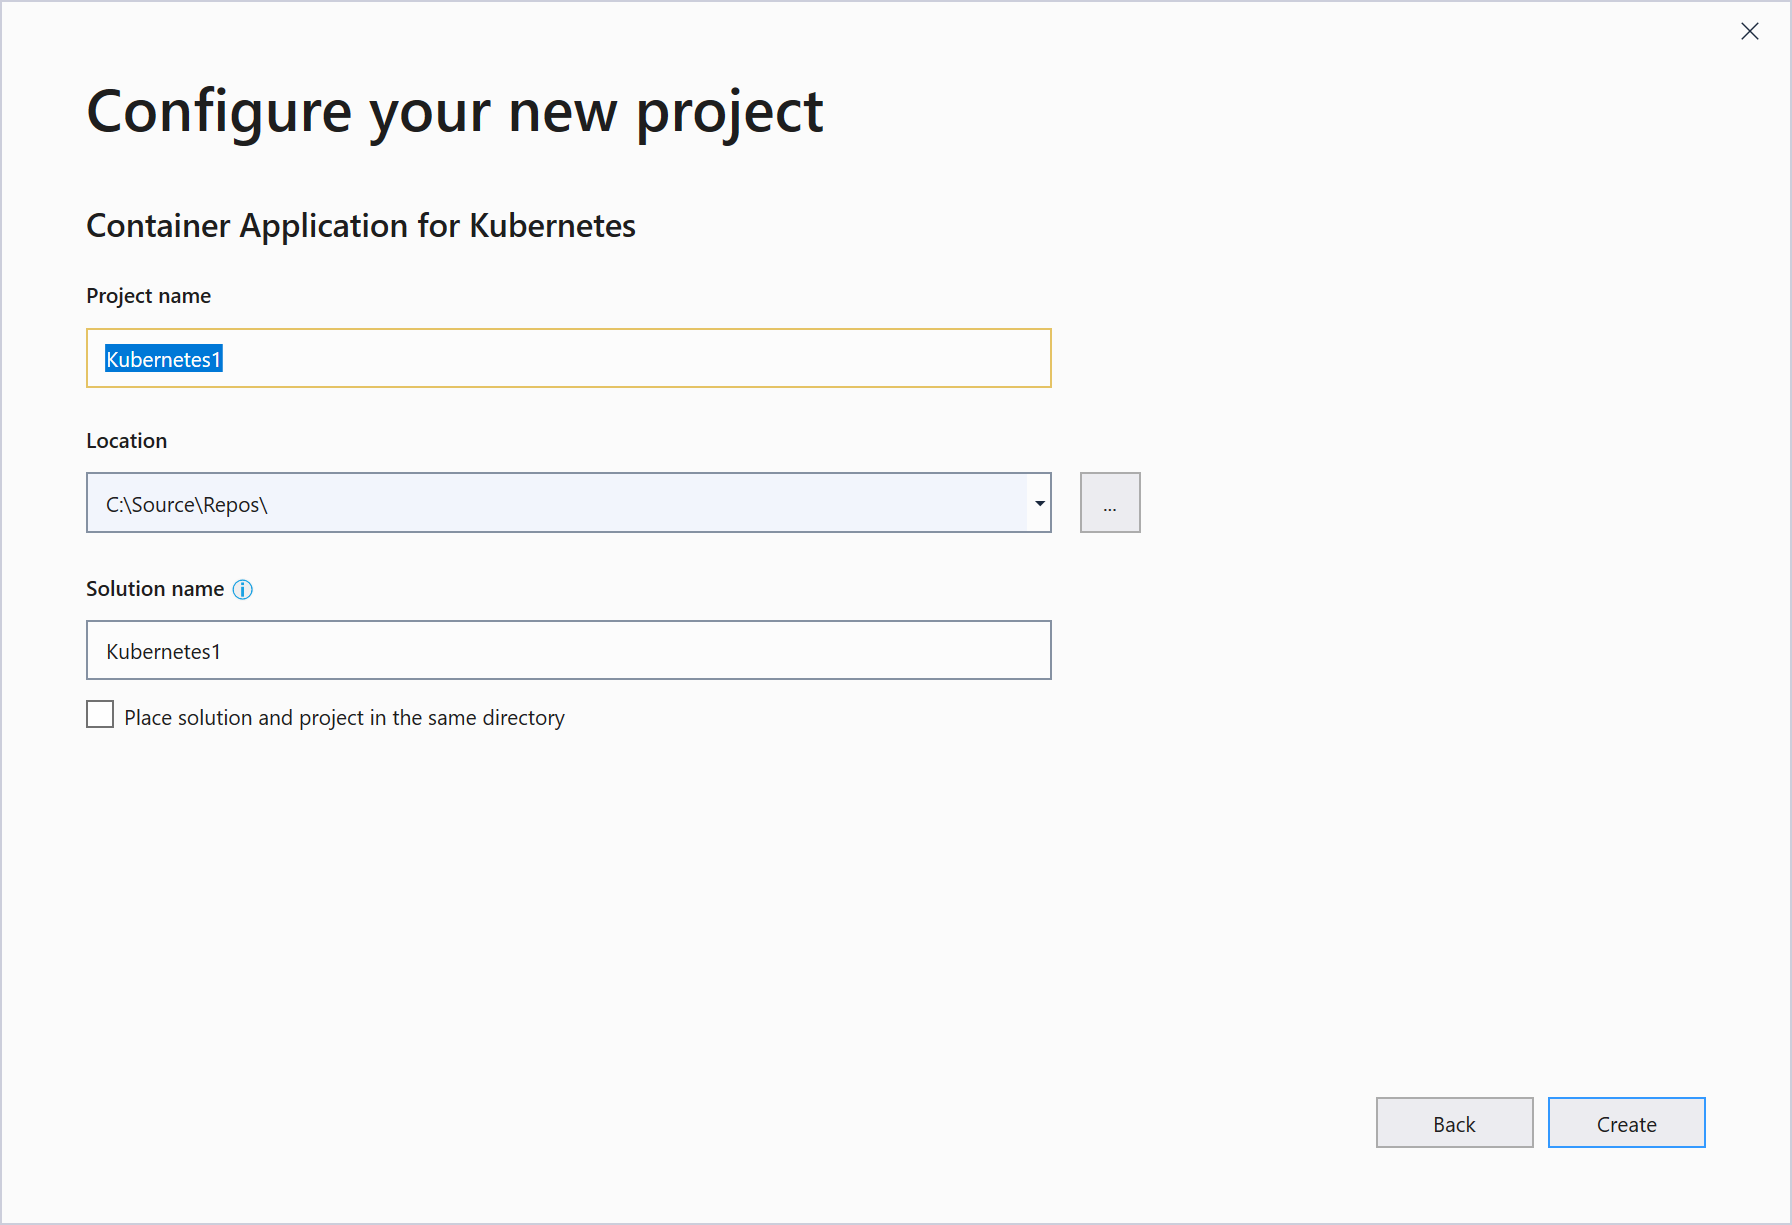 Configure your new project
Container Application for Kubernetes
Project name
Kubernetes1
Location
C:\Source\Repos\
...
Solution name
Kubernetes1
Place solution and project in the same directory
Back
Create